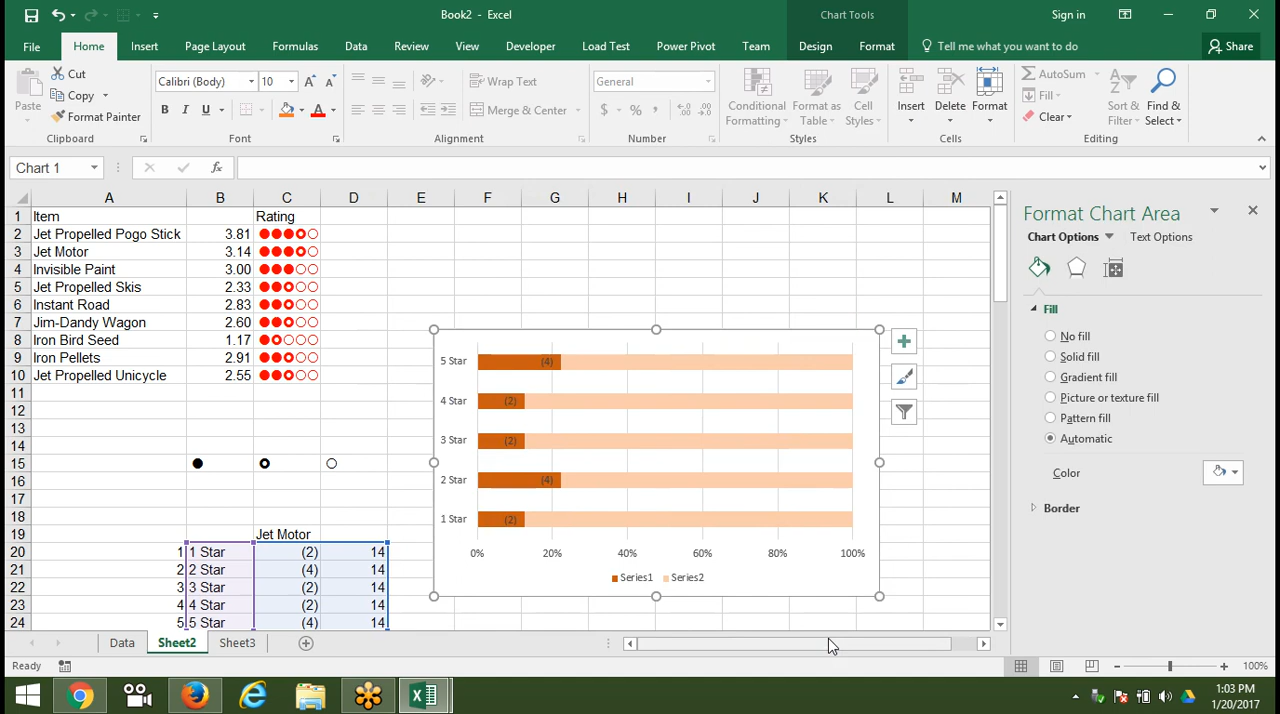 Book2 - Excel
Chart Tools
Sign in
File Home Insert Page Layout Formulas Data Review View Developer Load Test Power Pivot Team Design Format Tell me what you want to do Share
Cut
Copy
Format Painter
Paste
Clipboard
Calibri (Body) 10
B I U A
Font
Wrap Text
Merge & Center
Alignment
General
$ % ,
Number
Conditional Formatting
Format as Table
Cell Styles
Styles
Insert Delete Format
Cells
AutoSum
Fill
Clear
Sort & Filter
Find & Select
Editing
Chart 1
fx
A B C D E F G H I J K L M
1 Item Rating
2 Jet Propelled Pogo Stick 3.81
3 Jet Motor 3.14
4 Invisible Paint 3.00
5 Jet Propelled Skis 2.33
6 Instant Road 2.83
7 Jim-Dandy Wagon 2.60
8 Iron Bird Seed 1.17
9 Iron Pellets 2.91
10 Jet Propelled Unicycle 2.55
11
12
13
14
15
16
17
18
19 Jet Motor
20 1 1 Star (2) 14
21 2 2 Star (4) 14
22 3 3 Star (2) 14
23 4 4 Star (2) 14
24 5 5 Star (4) 14
5 Star (4)
4 Star (2)
3 Star (2)
2 Star (4)
1 Star (2)
0% 20% 40% 60% 80% 100%
Series1 Series2
Format Chart Area
Chart Options Text Options
Fill
No fill
Solid fill
Gradient fill
Picture or texture fill
Pattern fill
Automatic
Color
Border
Data Sheet2 Sheet3
Ready
100%
1:03 PM
1/20/2017